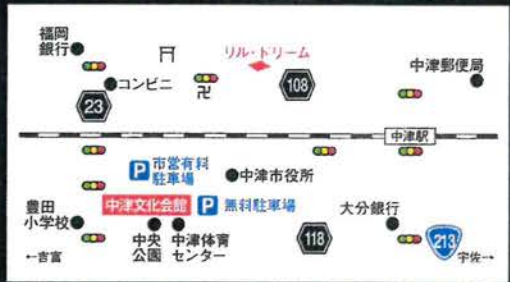 福岡
銀行
リル・ドリーム
中津郵便局
コンビニ
卍
108
23
中津駅
P
市営有料
駐車場
中津市役所
豊田
小学校
中津文化会館
P
無料駐車場
大分銀行
中央
公園
中津体育
センター
118
213
←吉富
宇佐→